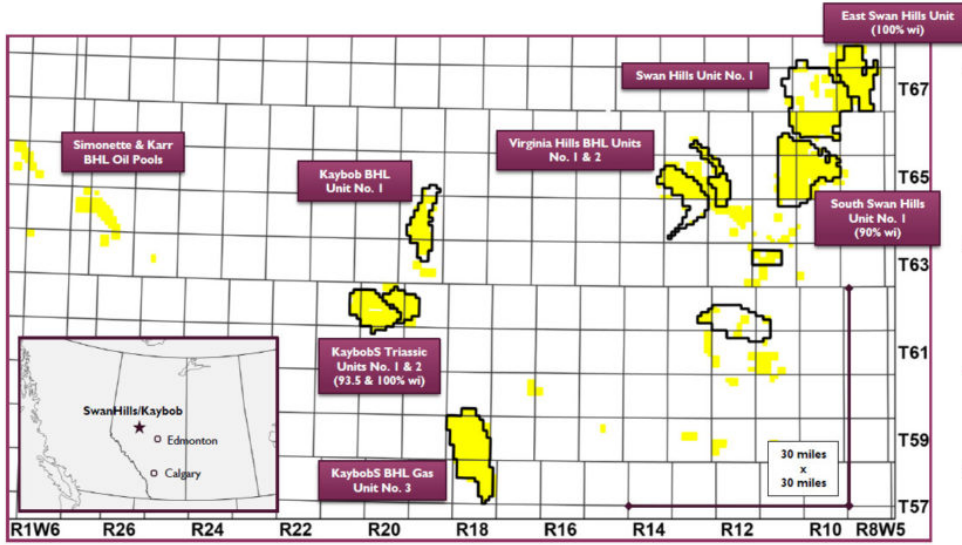 East Swan Hills Unit
(100% wi)
Swan Hills Unit No. 1
T67
Simonette & Karr
BHL Oil Pools
Virginia Hills BHL Units
No. 1 & 2
Kaybob BHL
Unit No. 1
T65
South Swan Hills
Unit No. 1
(90% wi)
T63
KaybobS Triassic
Units No. 1 & 2
(93.5 & 100% wi)
T61
SwanHills/Kaybob
Edmonton
Calgary
T59
KaybobS BHL Gas
Unit No. 3
30 miles
x
30 miles
T57
R1W6 R26 R24 R22 R20 R18 R16 R14 R12 R10 R8W5